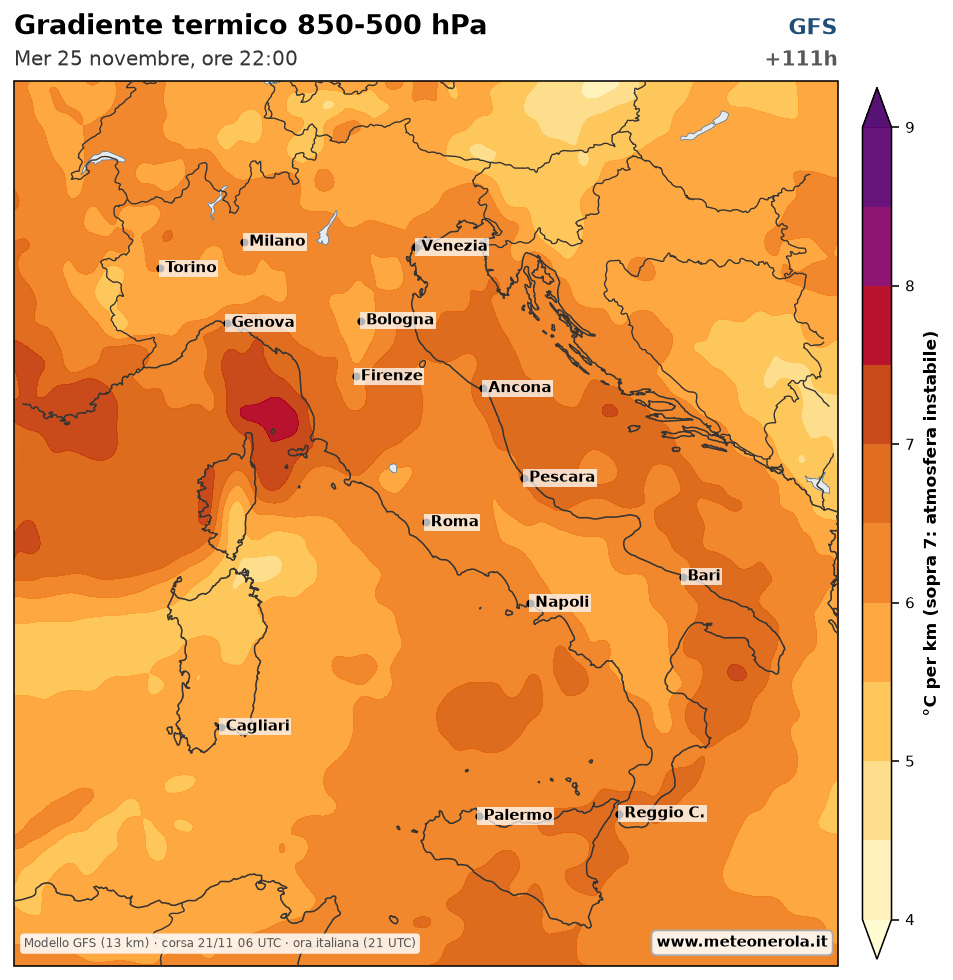 Gradiente termico 850-500 hPa
GFS
Mer 25 novembre, ore 22:00
+111h
Milano
Venezia
Torino
Genova
Bologna
Firenze
Ancona
Pescara
Roma
Bari
Napoli
Cagliari
Palermo
Reggio C.
9
8
7
6
5
4
°C per km (sopra 7: atmosfera instabile)
Modello GFS (13 km) · corsa 21/11 06 UTC · ora italiana (21 UTC)
www.meteonerola.it